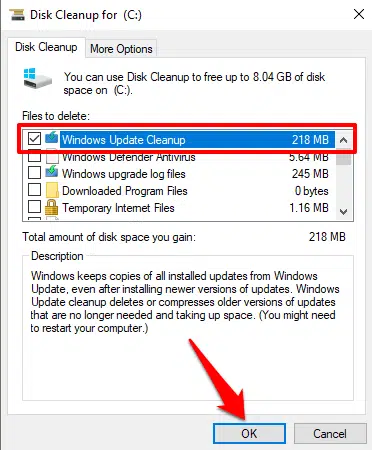 Disk Cleanup for (C:)
Disk Cleanup More Options
You can use Disk Cleanup to free up to 8.04 GB of disk
space on (C:).
Files to delete:
Windows Update Cleanup 218 MB
Windows Defender Antivirus 5.64 MB
Windows upgrade log files 245 MB
Downloaded Program Files 0 bytes
Temporary Internet Files 1.16 MB
Total amount of disk space you gain: 218 MB
Description
Windows keeps copies of all installed updates from Windows
Update, even after installing newer versions of updates. Windows
Update cleanup deletes or compresses older versions of updates
that are no longer needed and taking up space. (You might need
to restart your computer.)
OK Cancel